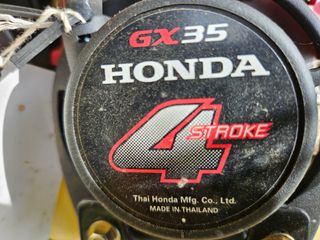 GX35
HONDA
4 STROKE
Thai Honda Mfg. Co., Ltd.
MADE IN THAILAND